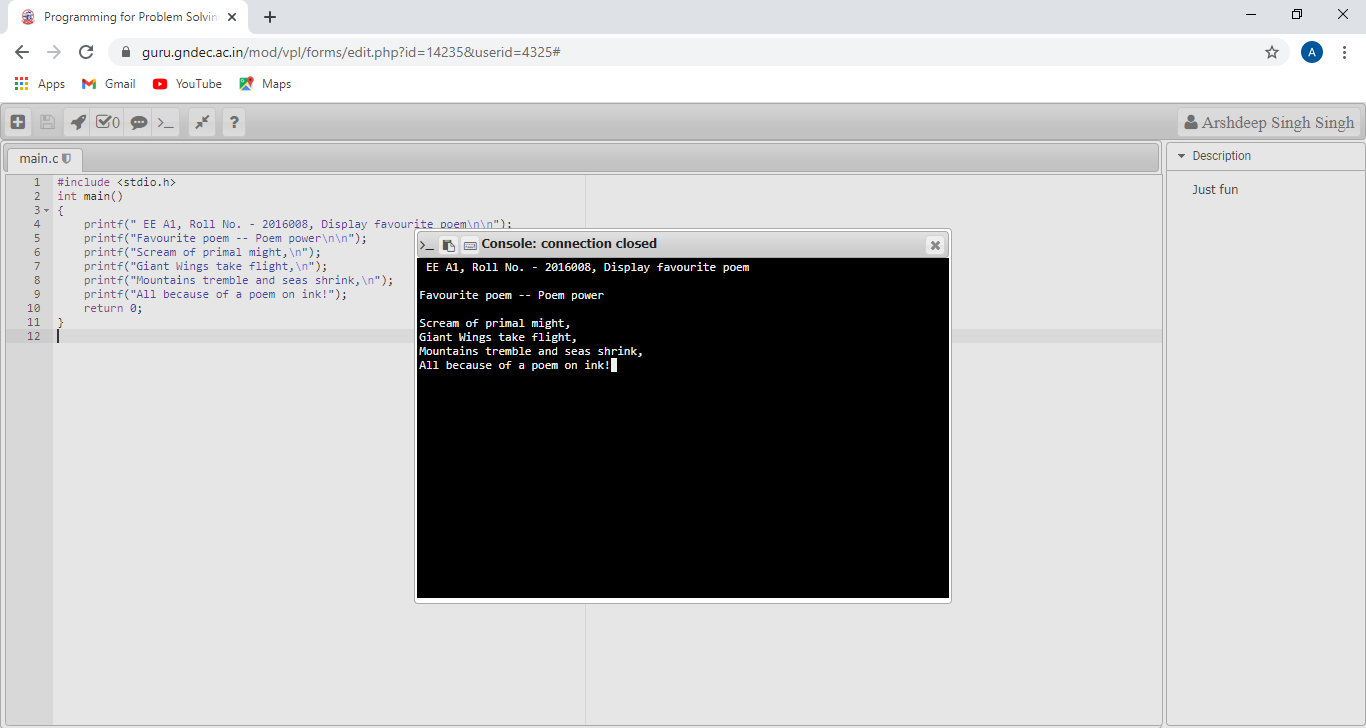 Programming for Problem Solvin
guru.gndec.ac.in/mod/vpl/forms/edit.php?id=14235&userid=4325#
A
Apps
Gmail
YouTube
Maps
0
>_
?
Arshdeep Singh Singh
main.c
Description
Just fun
1 #include <stdio.h>
2 int main()
3 {
4 printf(" EE A1, Roll No. - 2016008, Display favourite poem\n\n");
5 printf("Favourite poem -- Poem power\n\n");
6 printf("Scream of primal might,\n");
7 printf("Giant Wings take flight,\n");
8 printf("Mountains tremble and seas shrink,\n");
9 printf("All because of a poem on ink!");
10 return 0;
11 }
12
>_ Console: connection closed
EE A1, Roll No. - 2016008, Display favourite poem
Favourite poem -- Poem power
Scream of primal might,
Giant Wings take flight,
Mountains tremble and seas shrink,
All because of a poem on ink!